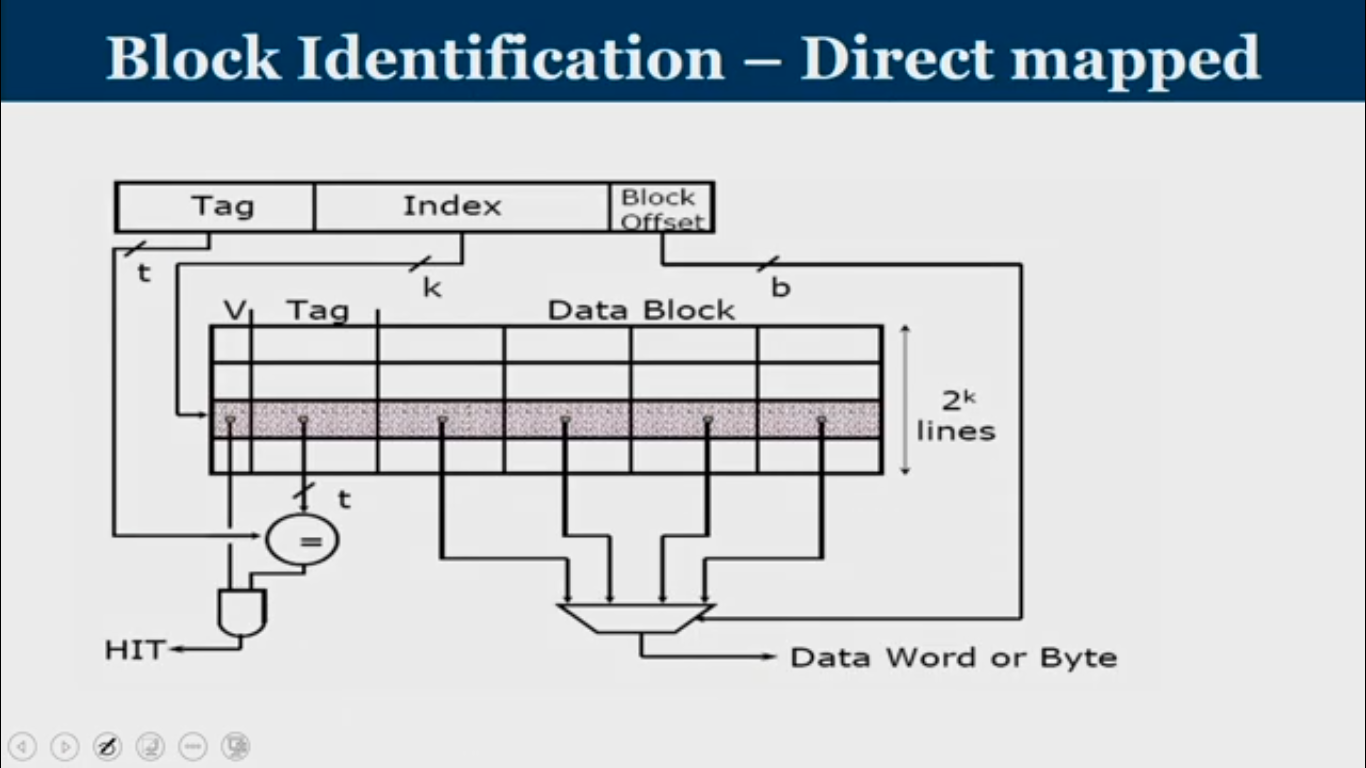 Block Identification – Direct mapped
Tag
Index
Block
Offset
t
k
b
V
Tag
Data Block
2ᵏ
lines
t
=
HIT
Data Word or Byte